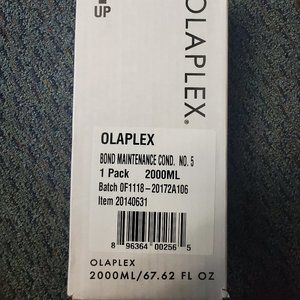 UP
OLAPLEX®
OLAPLEX
BOND MAINTENANCE COND. NO. 5
1 Pack 2000ML
Batch 0F1118-20172A106
Item 20140631
8 96364 00256 5
OLAPLEX
2000ML/67.62 FL OZ